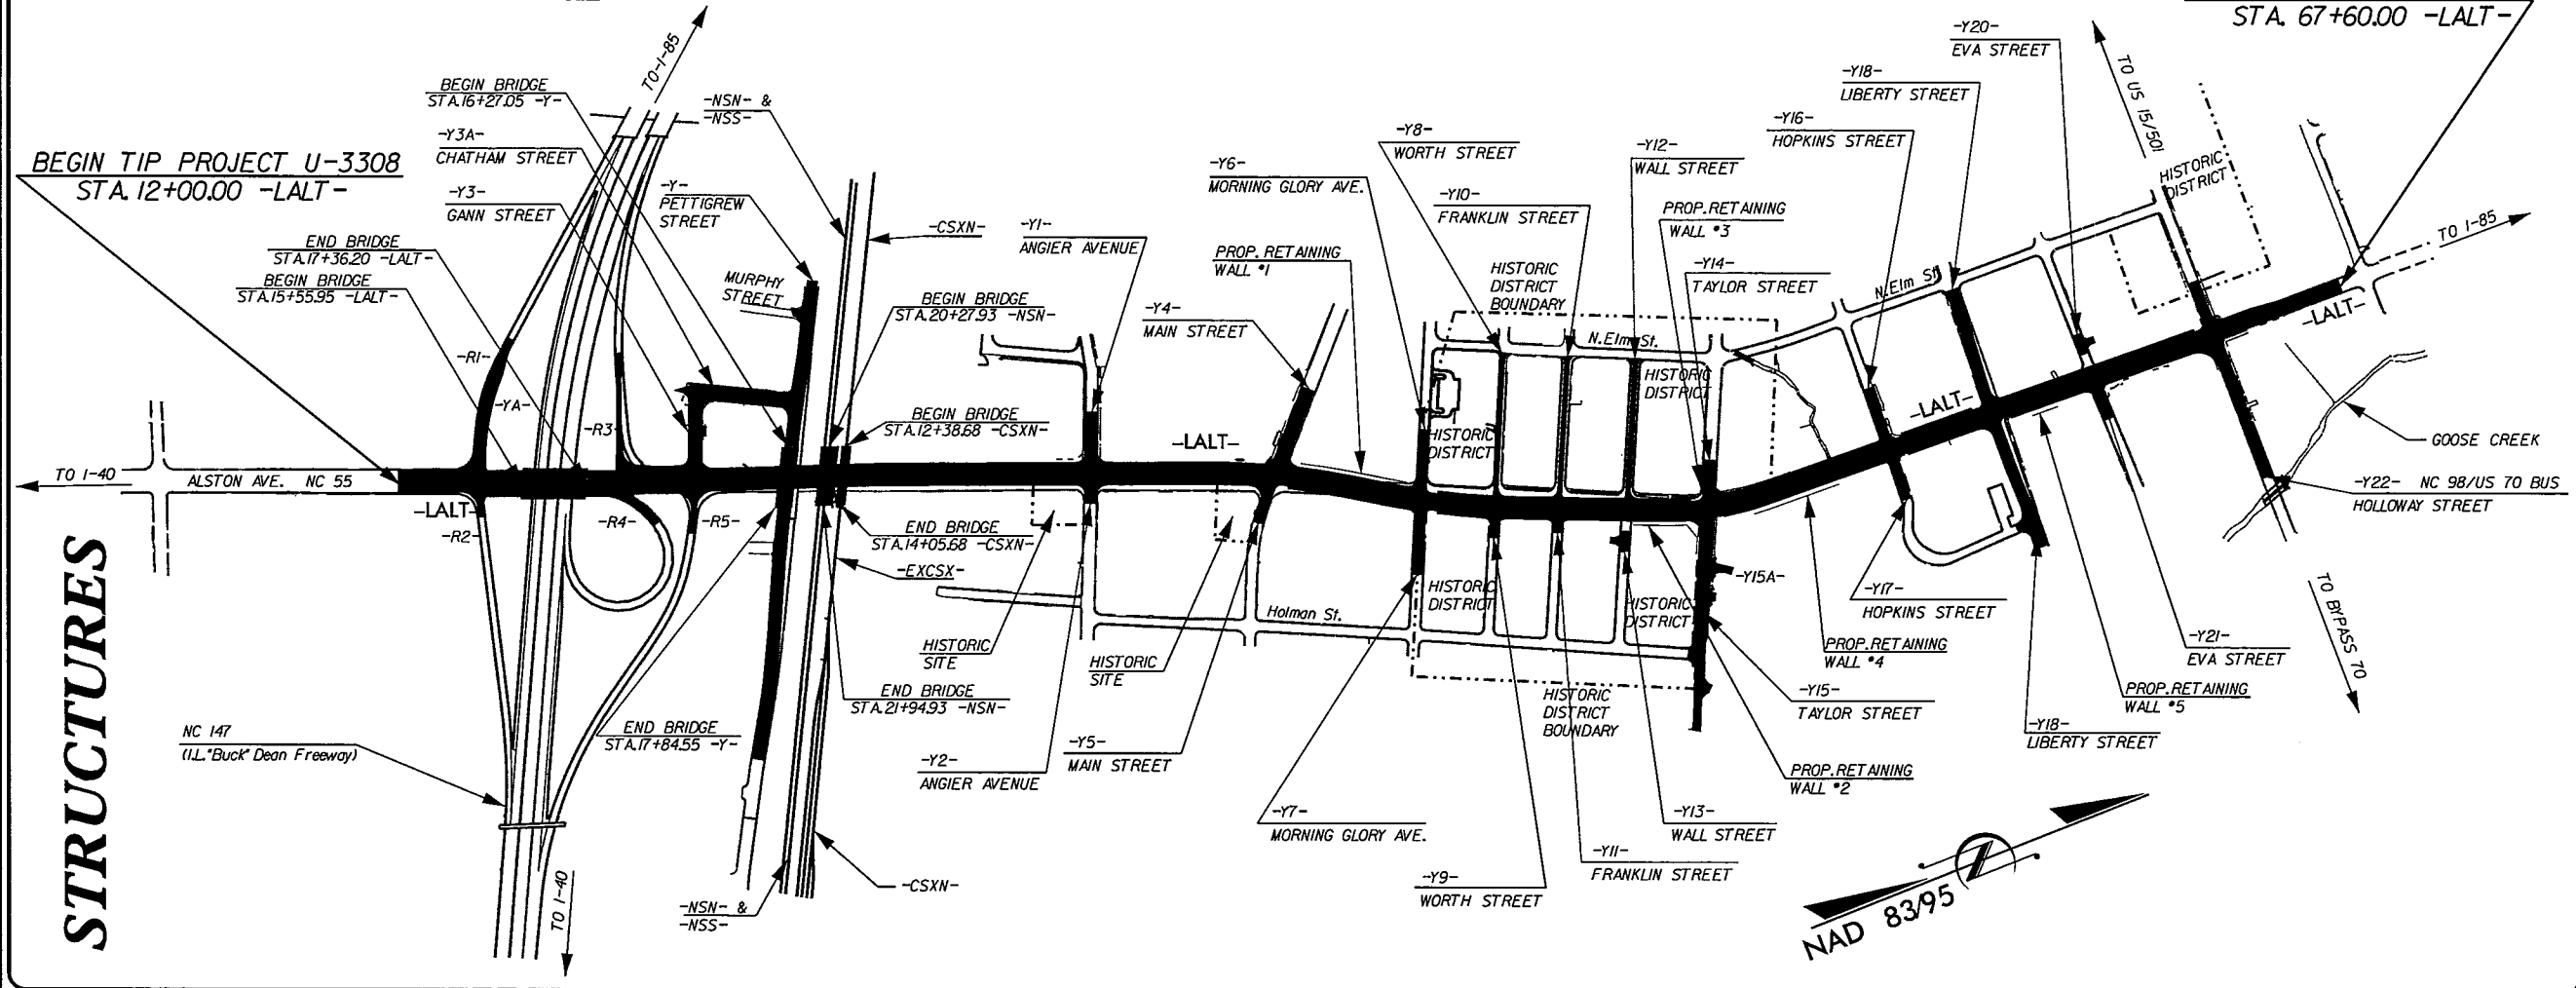 STA. 67+60.00 -LALT-
-Y20-
EVA STREET
TO I-85
TO US 15/501
BEGIN BRIDGE
STA.16+27.05 -Y-
-NSN- &
-NSS-
-Y18-
LIBERTY STREET
-Y3A-
CHATHAM STREET
-Y8-
WORTH STREET
-Y16-
HOPKINS STREET
BEGIN TIP PROJECT U-3308
STA. 12+00.00 -LALT-
-Y12-
WALL STREET
HISTORIC
DISTRICT
-Y3-
GANN STREET
-Y-
PETTIGREW
STREET
-Y6-
MORNING GLORY AVE.
-Y10-
FRANKLIN STREET
PROP.RETAINING
WALL #3
END BRIDGE
STA.17+36.20 -LALT-
-CSXN-
-Y1-
ANGIER AVENUE
PROP. RETAINING
WALL #1
TO I-85
BEGIN BRIDGE
STA.15+55.95 -LALT-
MURPHY
STREET
BEGIN BRIDGE
STA.20+27.93 -NSN-
-Y4-
MAIN STREET
HISTORIC
DISTRICT
BOUNDARY
-Y14-
TAYLOR STREET
N.Elm St.
-LALT-
N.Elm St.
-R1-
HISTORIC
DISTRICT
-YA-
-R3-
BEGIN BRIDGE
STA.12+38.68 -CSXN-
-LALT-
HISTORIC
DISTRICT
-LALT-
GOOSE CREEK
TO I-40
ALSTON AVE. NC 55
-LALT-
-R2-
-R4-
-R5-
END BRIDGE
STA.14+05.68 -CSXN-
-Y22- NC 98/US 70 BUS
HOLLOWAY STREET
-EXCSX-
-Y15A-
HISTORIC
DISTRICT
HISTORIC
DISTRICT
-Y17-
HOPKINS STREET
Holman St.
TO BYPASS 70
STRUCTURES
HISTORIC
SITE
HISTORIC
SITE
PROP.RETAINING
WALL #4
-Y21-
EVA STREET
END BRIDGE
STA.21+94.93 -NSN-
HISTORIC
DISTRICT
BOUNDARY
-Y15-
TAYLOR STREET
PROP.RETAINING
WALL #5
NC 147
(I.L."Buck" Dean Freeway)
END BRIDGE
STA.17+84.55 -Y-
-Y5-
MAIN STREET
-Y18-
LIBERTY STREET
-Y2-
ANGIER AVENUE
PROP.RETAINING
WALL #2
-Y7-
MORNING GLORY AVE.
-Y13-
WALL STREET
-Y11-
FRANKLIN STREET
-Y9-
WORTH STREET
TO I-40
-NSN- &
-NSS-
-CSXN-
NAD 83/95